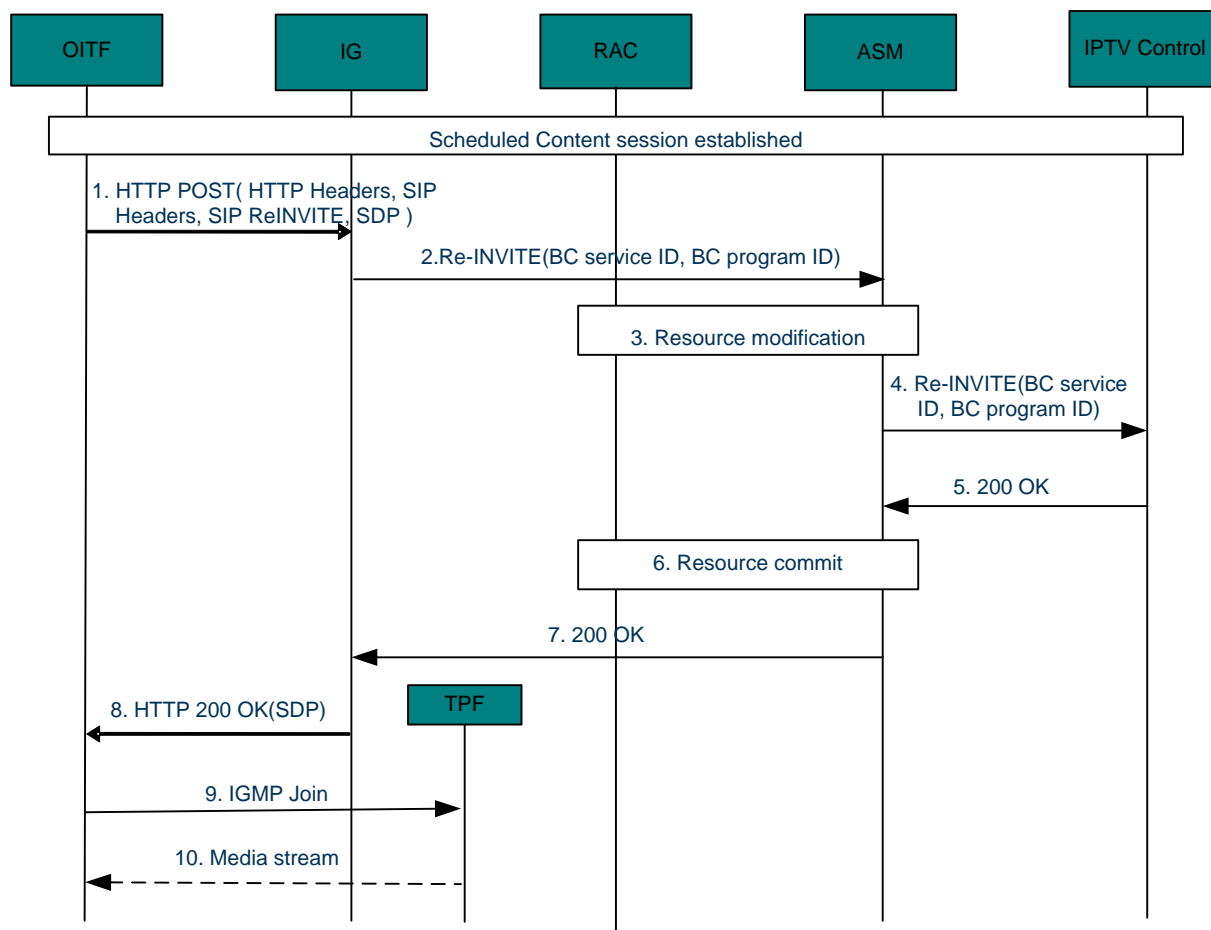 OITF
IG
RAC
ASM
IPTV Control
Scheduled Content session established
1. HTTP POST( HTTP Headers, SIP
Headers, SIP ReINVITE, SDP )
2.Re-INVITE(BC service ID, BC program ID)
3. Resource modification
4. Re-INVITE(BC service
ID, BC program ID)
5. 200 OK
6. Resource commit
7. 200 OK
TPF
8. HTTP 200 OK(SDP)
9. IGMP Join
10. Media stream